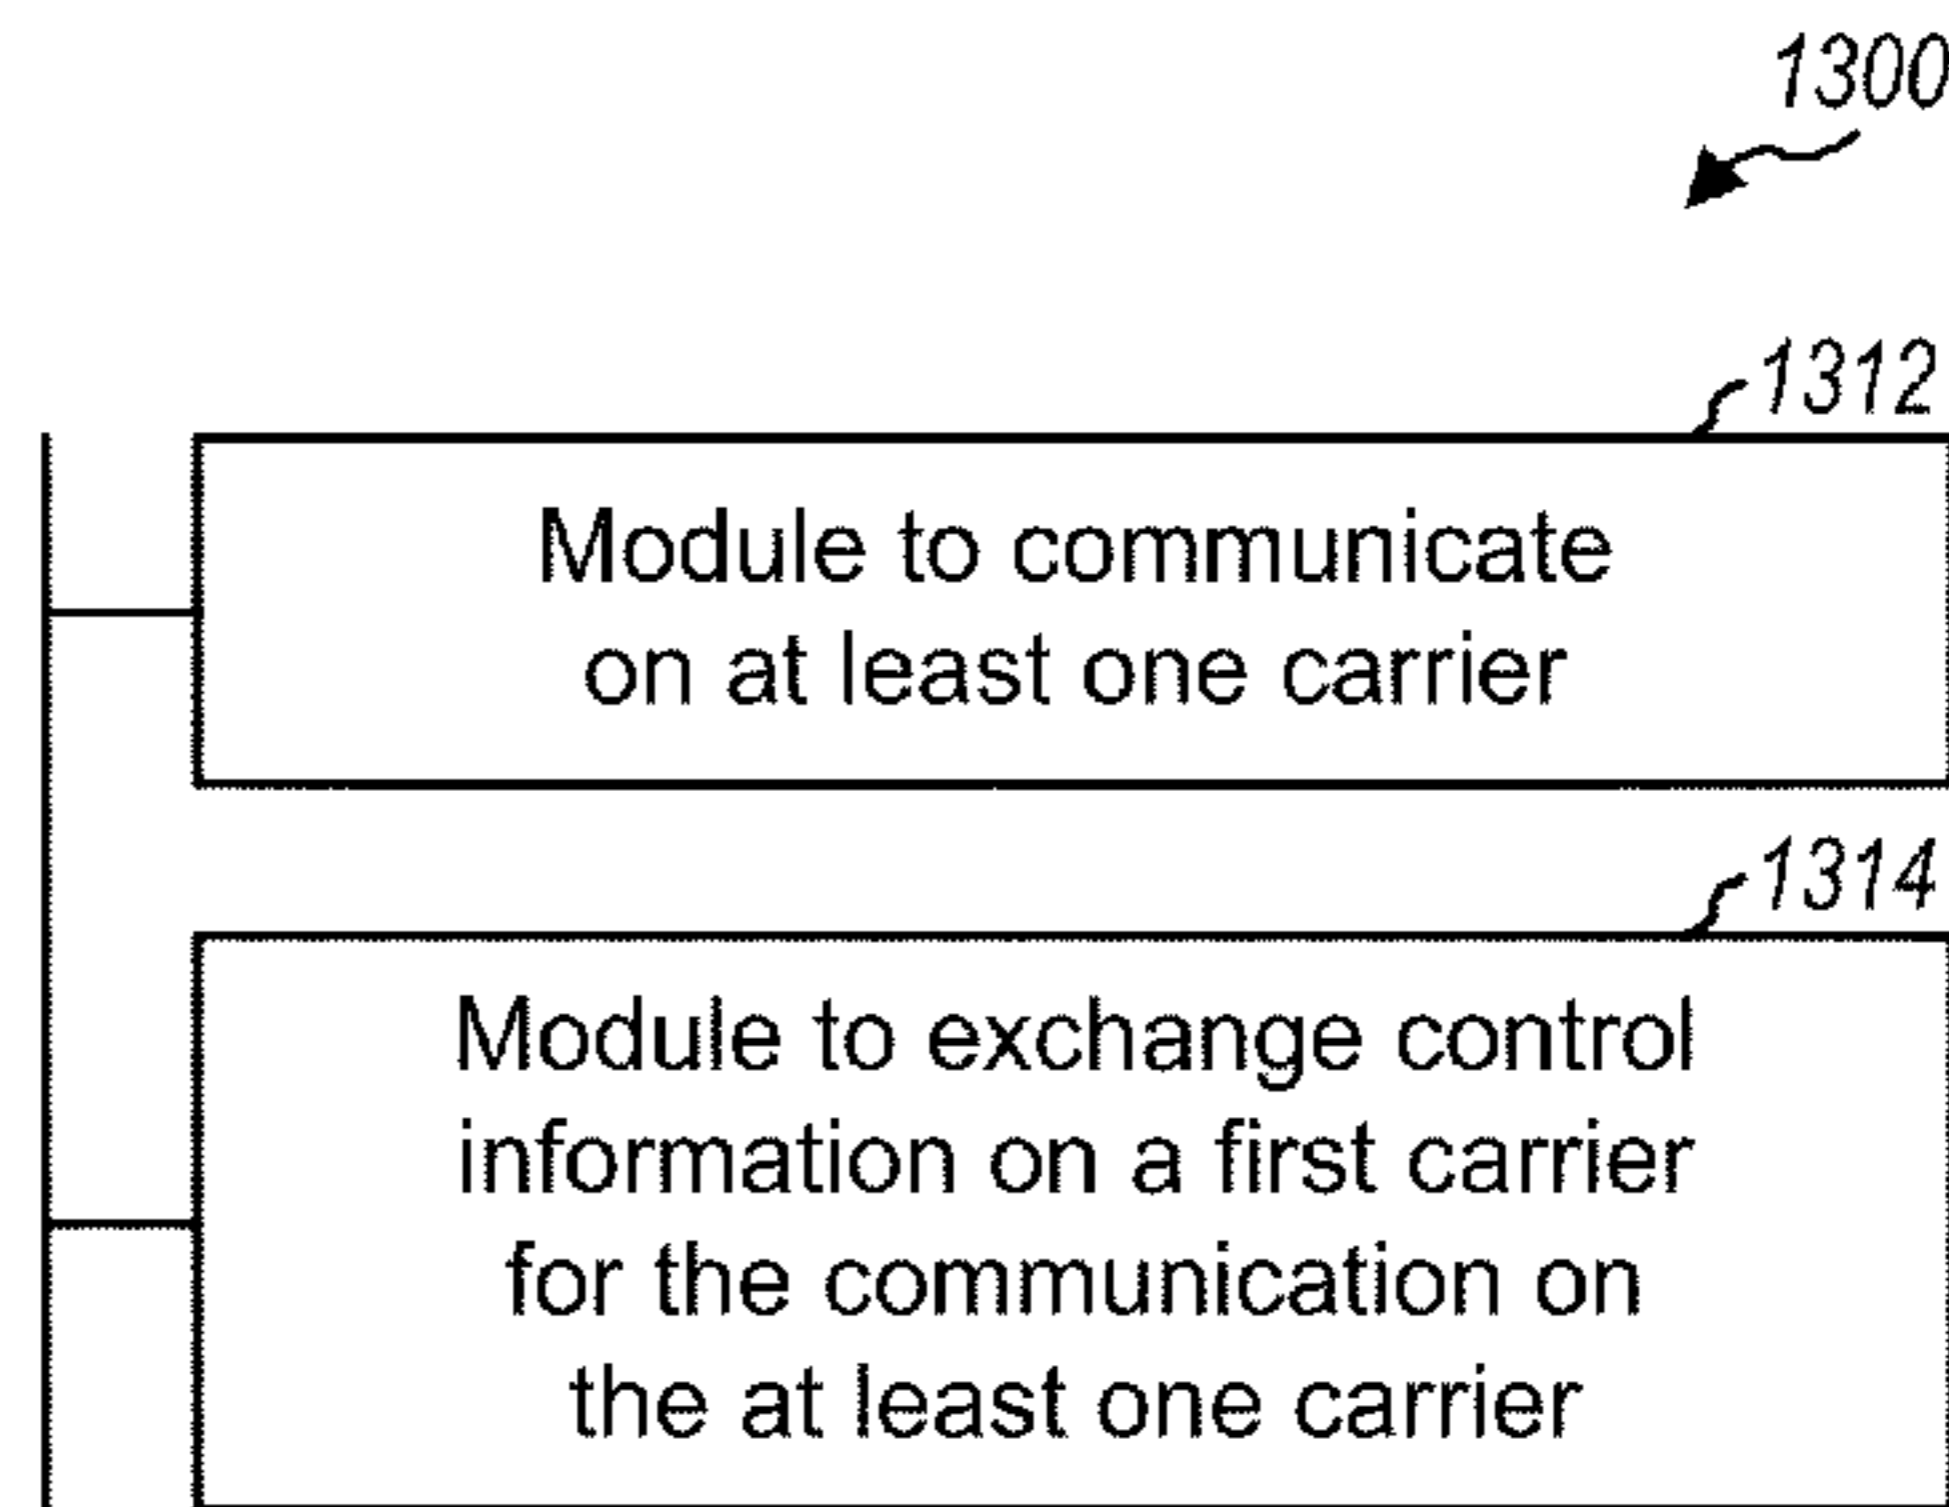 1300
1312
Module to communicate
on at least one carrier
1314
Module to exchange control
information on a first carrier
for the communication on
the at least one carrier